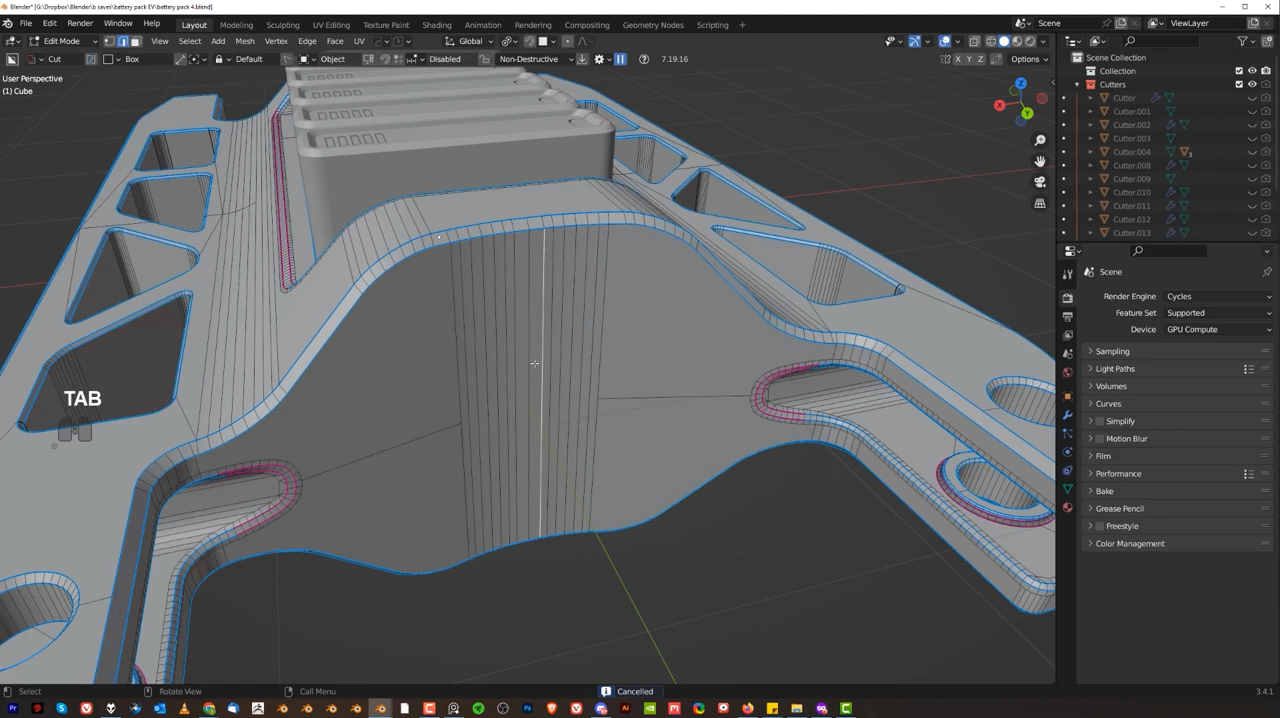 Blender* [G:\Dropbox\Blender\b saves\battery pack EV\battery pack 4.blend]
File Edit Render Window Help Layout Modeling Sculpting UV Editing Texture Paint Shading Animation Rendering Compositing Geometry Nodes Scripting + Scene ViewLayer
Edit Mode View Select Add Mesh Vertex Edge Face UV Global
Cut Box Default Object Disabled Non-Destructive 7.19.16 X Y Z Options
User Perspective
(1) Cube
Z
X
Y
TAB
Scene Collection
Collection
Cutters
Cutter
Cutter.001
Cutter.002
Cutter.003
Cutter.004 3
Cutter.008
Cutter.009
Cutter.010
Cutter.011
Cutter.012
Cutter.013
Scene
Render Engine Cycles
Feature Set Supported
Device GPU Compute
Sampling
Light Paths
Volumes
Curves
Simplify
Motion Blur
Film
Performance
Bake
Grease Pencil
Freestyle
Color Management
Select Rotate View Call Menu Cancelled 3.4.1